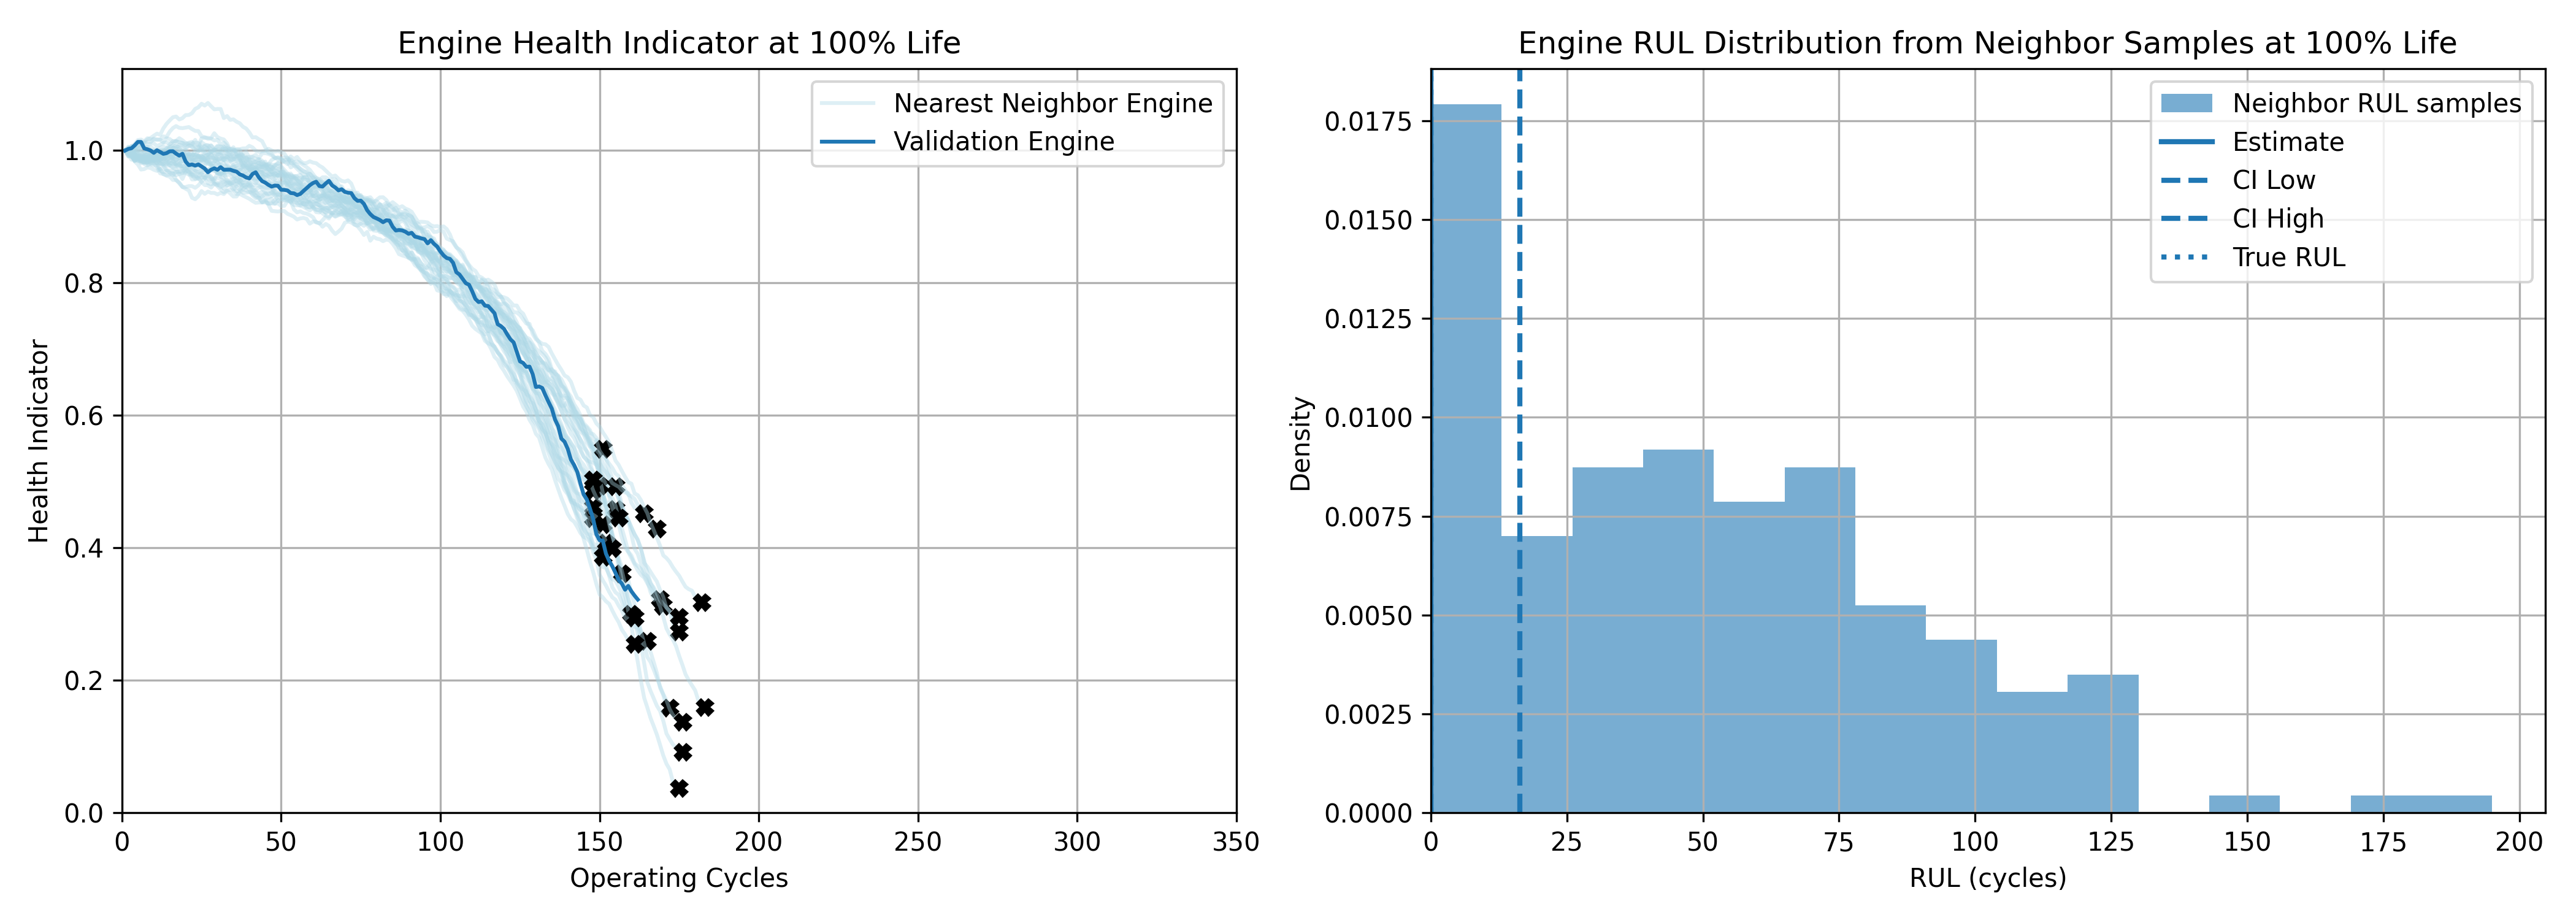 Engine Health Indicator at 100% Life
Health Indicator
1.0
0.8
0.6
0.4
0.2
0.0
0 50 100 150 200 250 300 350
Operating Cycles
Nearest Neighbor Engine
Validation Engine
Engine RUL Distribution from Neighbor Samples at 100% Life
Density
0.0175
0.0150
0.0125
0.0100
0.0075
0.0050
0.0025
0.0000
0 25 50 75 100 125 150 175 200
RUL (cycles)
Neighbor RUL samples
Estimate
CI Low
CI High
True RUL